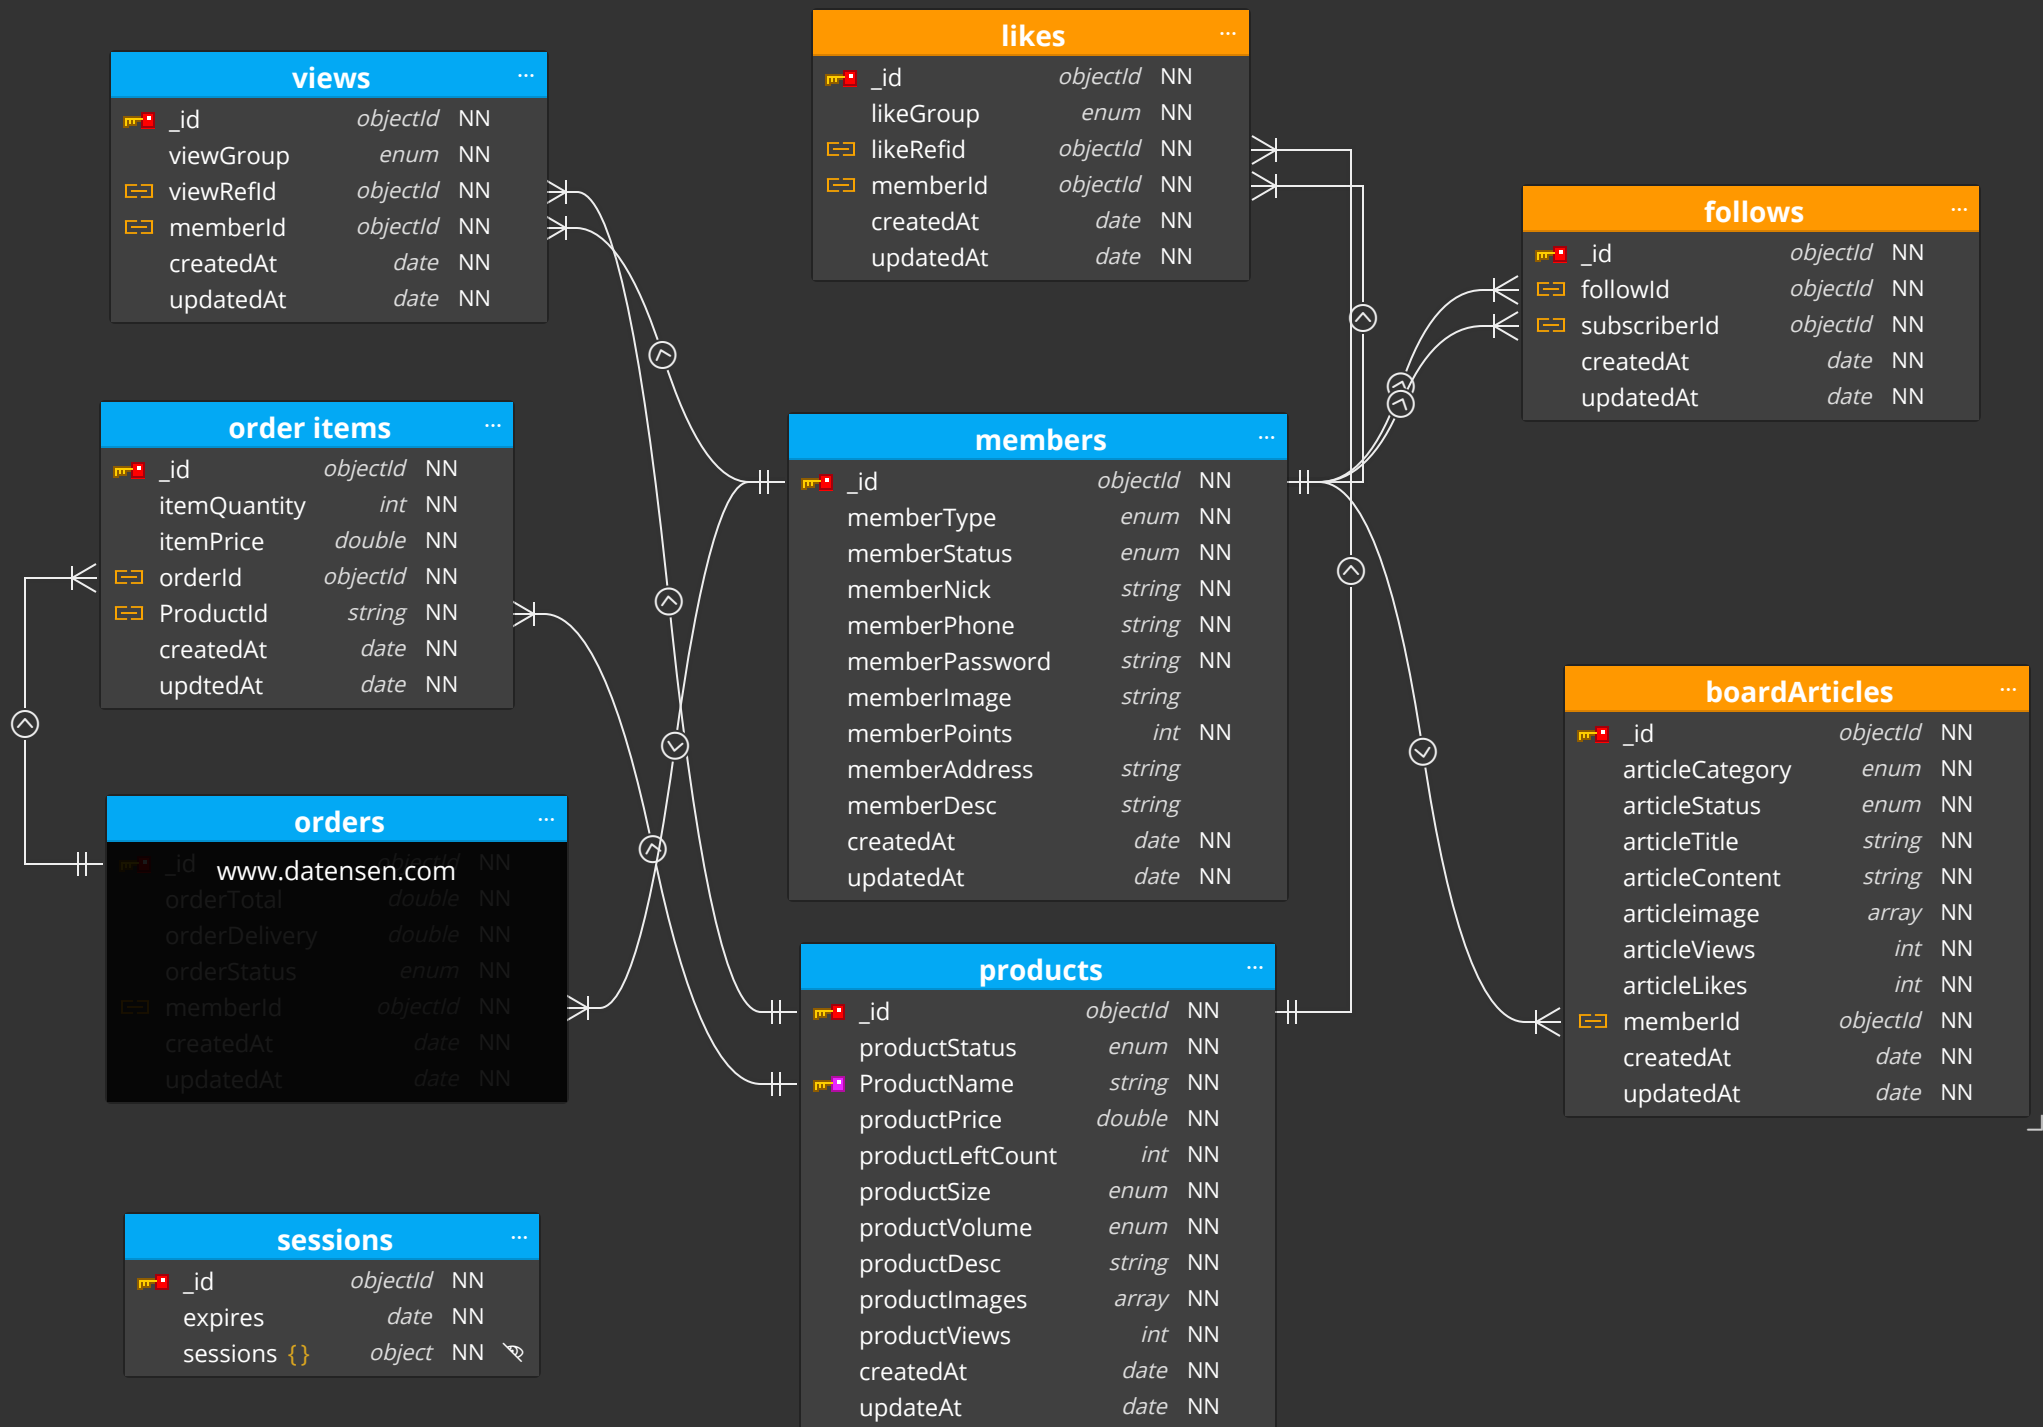 views ...
_id objectId NN
viewGroup enum NN
viewRefId objectId NN
memberId objectId NN
createdAt date NN
updatedAt date NN
likes ...
_id objectId NN
likeGroup enum NN
likeRefid objectId NN
memberId objectId NN
createdAt date NN
updatedAt date NN
follows ...
_id objectId NN
followId objectId NN
subscriberId objectId NN
createdAt date NN
updatedAt date NN
order items ...
_id objectId NN
itemQuantity int NN
itemPrice double NN
orderId objectId NN
ProductId string NN
createdAt date NN
updtedAt date NN
members ...
_id objectId NN
memberType enum NN
memberStatus enum NN
memberNick string NN
memberPhone string NN
memberPassword string NN
memberImage string
memberPoints int NN
memberAddress string
memberDesc string
createdAt date NN
updatedAt date NN
boardArticles ...
_id objectId NN
articleCategory enum NN
articleStatus enum NN
articleTitle string NN
articleContent string NN
articleimage array NN
articleViews int NN
articleLikes int NN
memberId objectId NN
createdAt date NN
updatedAt date NN
orders ...
_id objectId NN
www.datensen.com
orderTotal double NN
orderDelivery double NN
orderStatus enum NN
memberId objectId NN
createdAt date NN
updatedAt date NN
products ...
_id objectId NN
productStatus enum NN
ProductName string NN
productPrice double NN
productLeftCount int NN
productSize enum NN
productVolume enum NN
productDesc string NN
productImages array NN
productViews int NN
createdAt date NN
updateAt date NN
sessions ...
_id objectId NN
expires date NN
sessions {} object NN